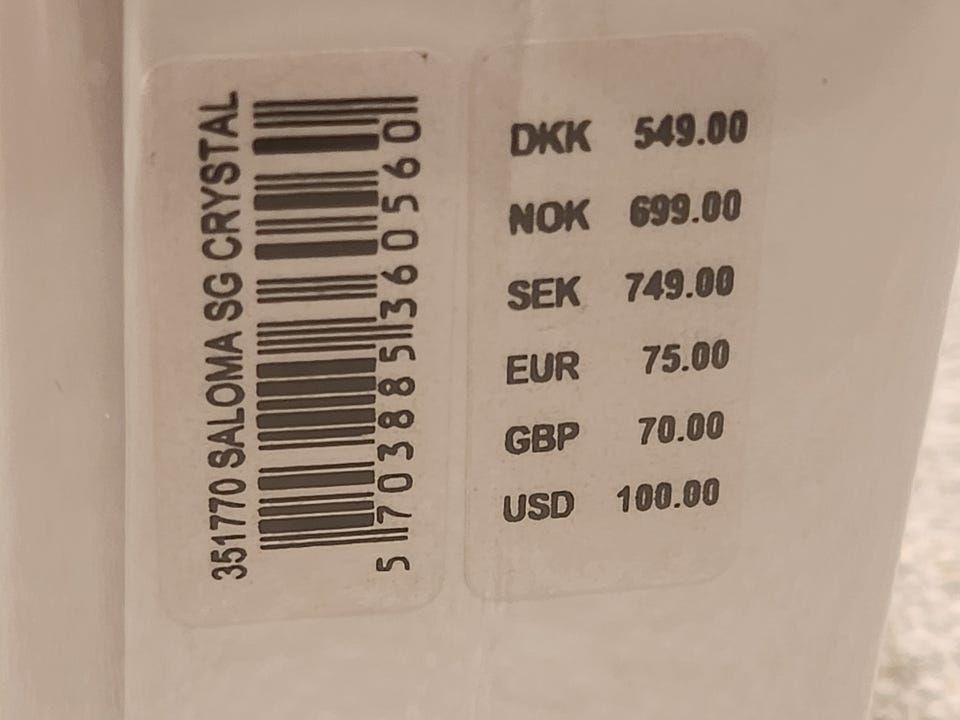 351770 SALOMA SG CRYSTAL
5 703885 360560
DKK 549.00
NOK 699.00
SEK 749.00
EUR 75.00
GBP 70.00
USD 100.00